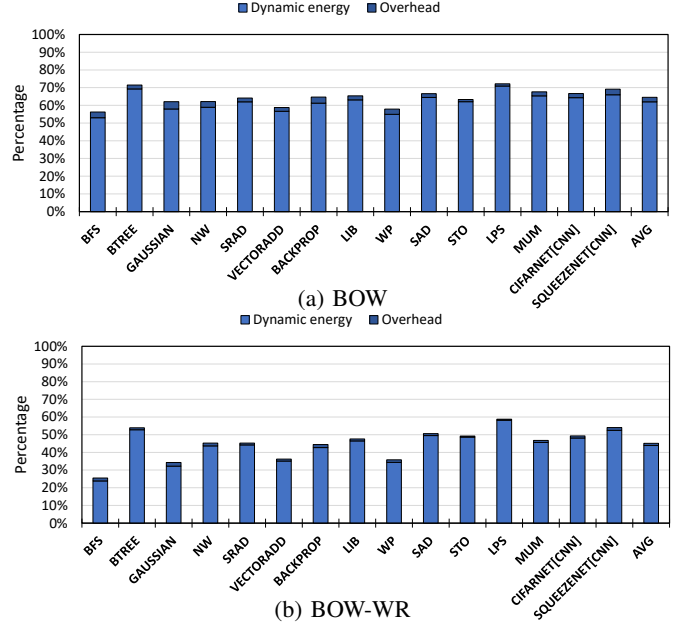 Dynamic energy Overhead
100%
90%
80%
70%
60%
50%
40%
30%
20%
10%
0%
Percentage
BFS
BTREE
GAUSSIAN
NW
SRAD
VECTORADD
BACKPROP
LIB
WP
SAD
STO
LPS
MUM
CIFARNET[CNN]
SQUEEZENET[CNN]
AVG
(a) BOW
Dynamic energy Overhead
100%
90%
80%
70%
60%
50%
40%
30%
20%
10%
0%
Percentage
BFS
BTREE
GAUSSIAN
NW
SRAD
VECTORADD
BACKPROP
LIB
WP
SAD
STO
LPS
MUM
CIFARNET[CNN]
SQUEEZENET[CNN]
AVG
(b) BOW-WR